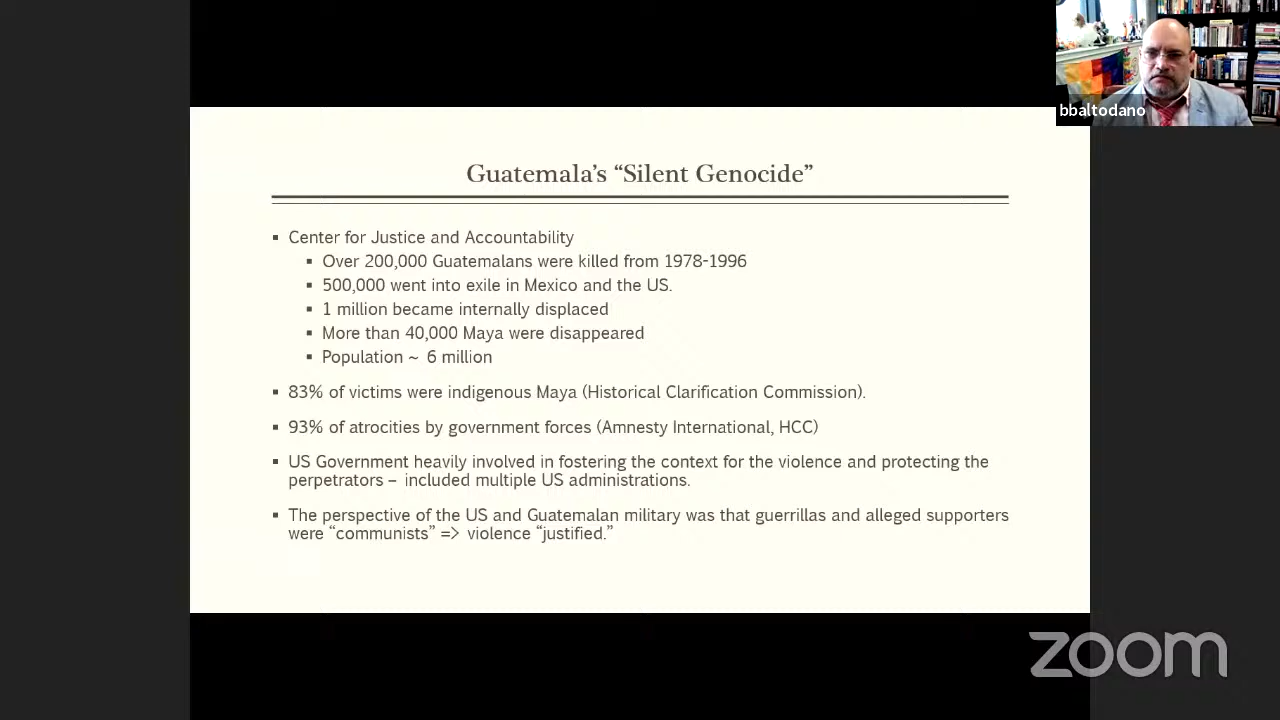 bbaltodano
Guatemala's “Silent Genocide”
▪ Center for Justice and Accountability
▪ Over 200,000 Guatemalans were killed from 1978-1996
▪ 500,000 went into exile in Mexico and the US.
▪ 1 million became internally displaced
▪ More than 40,000 Maya were disappeared
▪ Population ~ 6 million
▪ 83% of victims were indigenous Maya (Historical Clarification Commission).
▪ 93% of atrocities by government forces (Amnesty International, HCC)
▪ US Government heavily involved in fostering the context for the violence and protecting the
perpetrators – included multiple US administrations.
▪ The perspective of the US and Guatemalan military was that guerrillas and alleged supporters
were “communists” => violence “justified.”
zoom